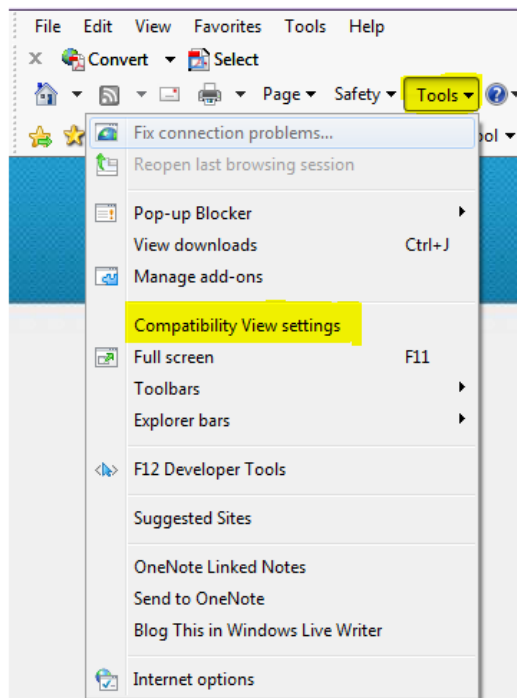 File Edit View Favorites Tools Help
Convert Select
Page Safety Tools
Fix connection problems...
Reopen last browsing session
Pop-up Blocker
View downloads Ctrl+J
Manage add-ons
Compatibility View settings
Full screen F11
Toolbars
Explorer bars
F12 Developer Tools
Suggested Sites
OneNote Linked Notes
Send to OneNote
Blog This in Windows Live Writer
Internet options